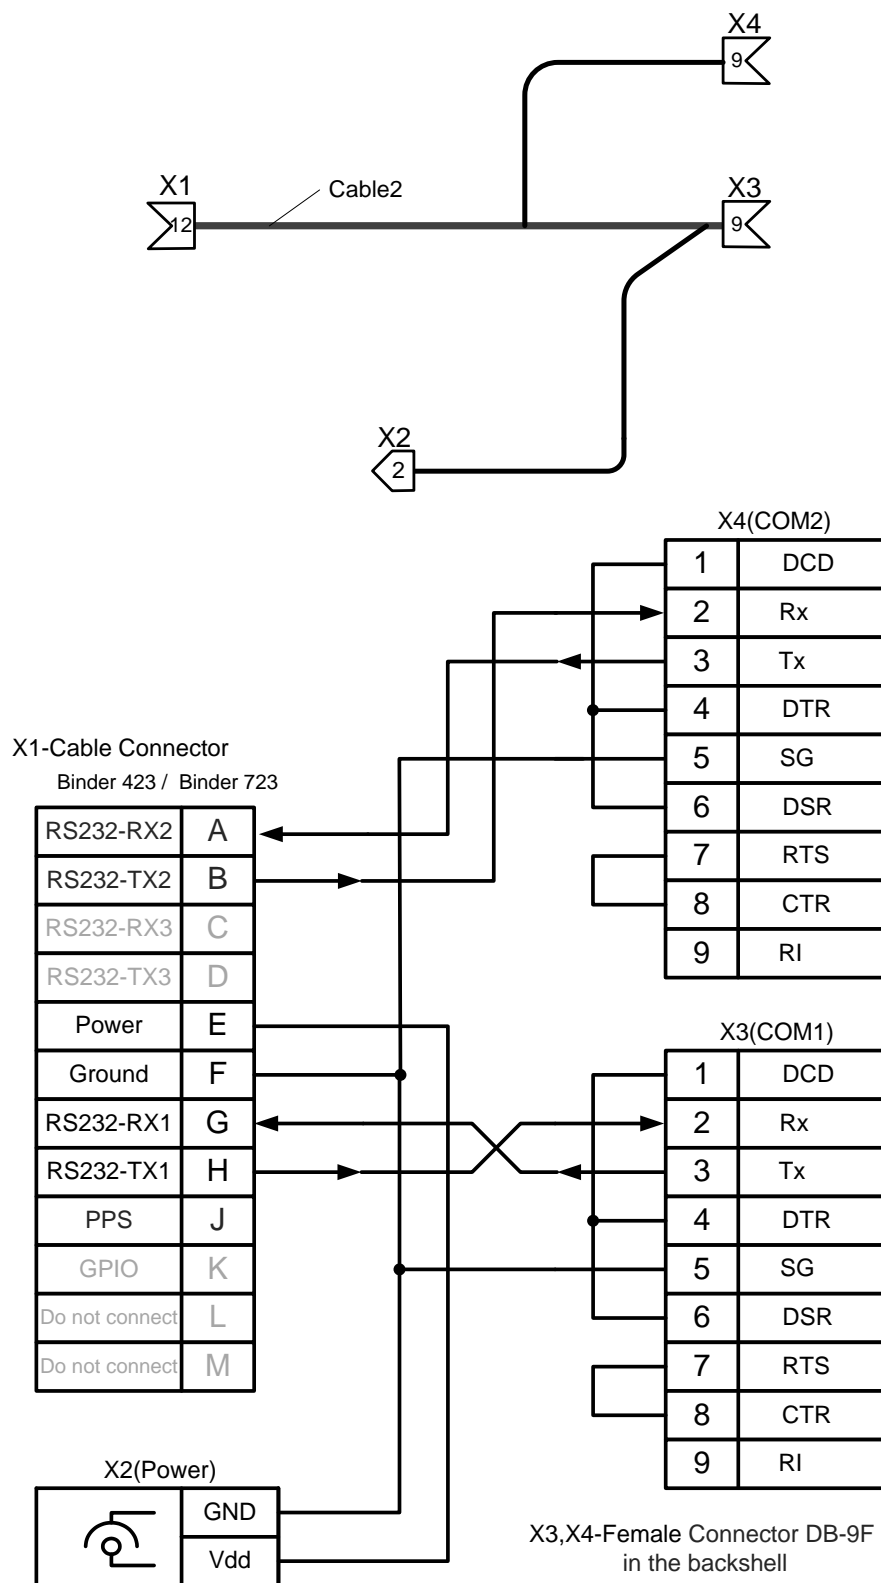 X4
9
X1
Cable2
X3
12
9
X2
2
X4(COM2)
1 DCD
2 Rx
3 Tx
4 DTR
5 SG
6 DSR
7 RTS
8 CTR
9 RI
X1-Cable Connector
Binder 423 / Binder 723
RS232-RX2 A
RS232-TX2 B
RS232-RX3 C
RS232-TX3 D
Power E
Ground F
RS232-RX1 G
RS232-TX1 H
PPS J
GPIO K
Do not connect L
Do not connect M
X3(COM1)
1 DCD
2 Rx
3 Tx
4 DTR
5 SG
6 DSR
7 RTS
8 CTR
9 RI
X2(Power)
GND
Vdd
X3,X4-Female Connector DB-9F
in the backshell